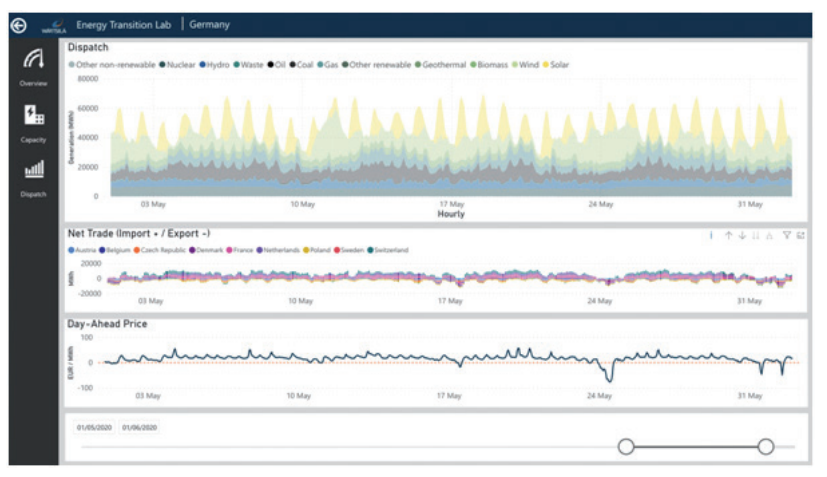 WÄRTSILÄ Energy Transition Lab | Germany
Overview
Capacity
Dispatch
Dispatch
Other non-renewable Nuclear Hydro Waste Oil Coal Gas Other renewable Geothermal Biomass Wind Solar
Generation (MWh)
80000
60000
40000
20000
0
03 May 10 May 17 May 24 May 31 May
Hourly
Net Trade (Import + / Export -)
Austria Belgium Czech Republic Denmark France Netherlands Poland Sweden Switzerland
MWh
20000
0
-20000
03 May 10 May 17 May 24 May 31 May
Day-Ahead Price
EUR / MWh
100
0
-100
03 May 10 May 17 May 24 May 31 May
01/05/2020 01/06/2020